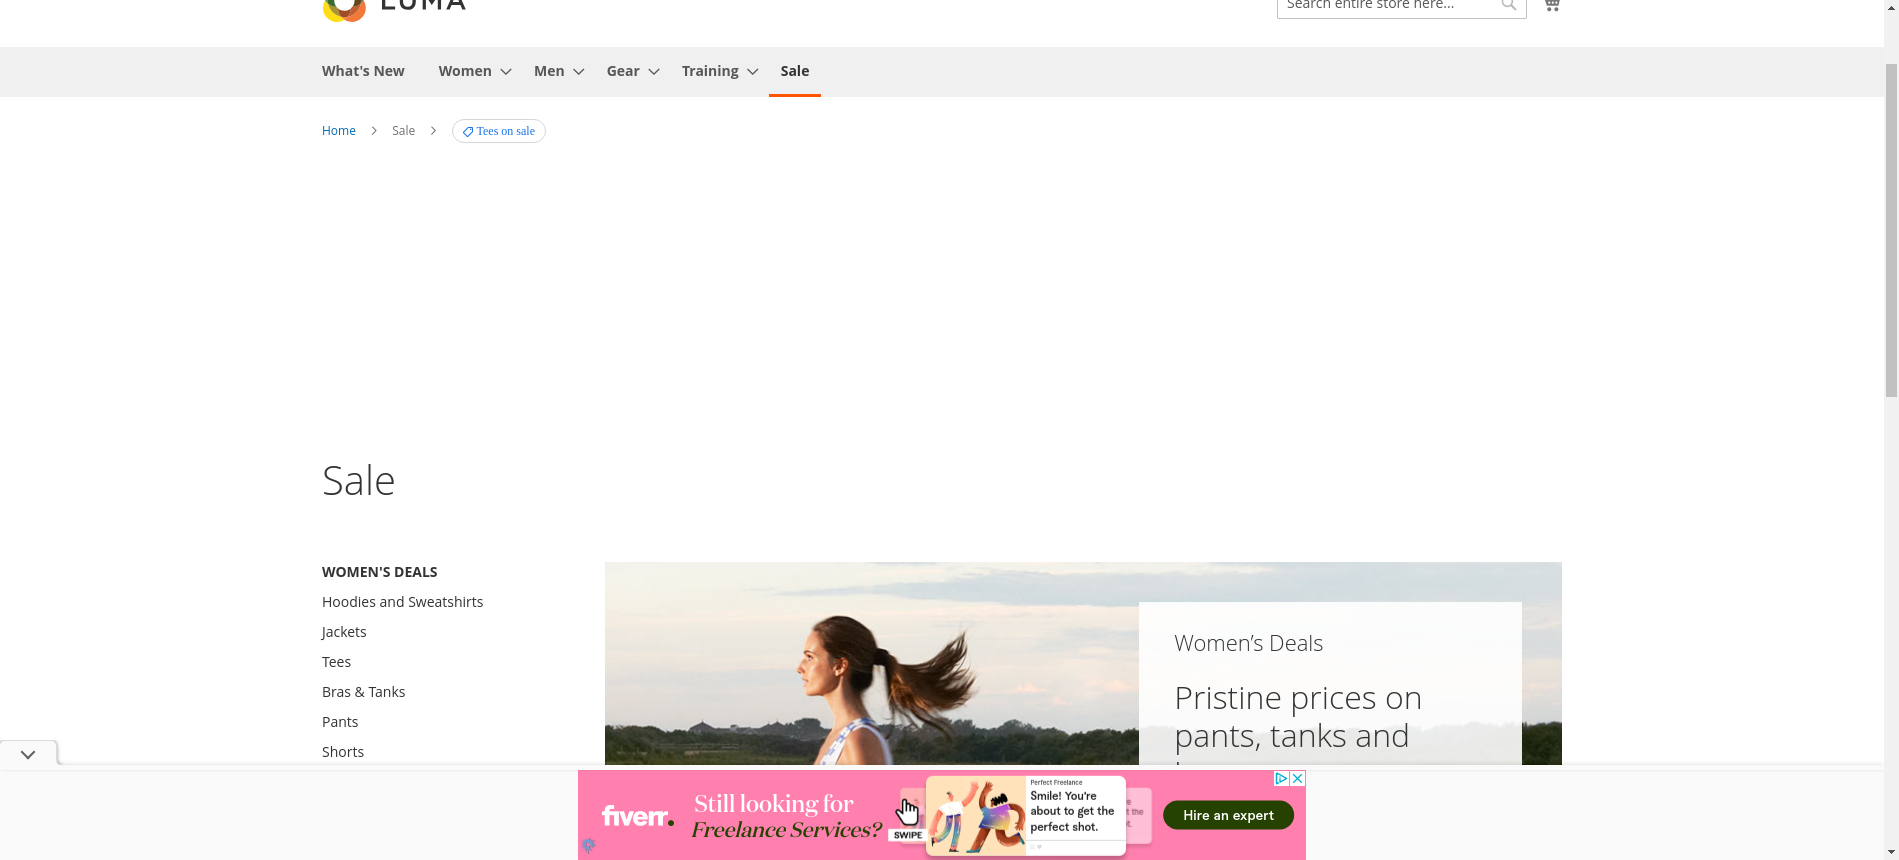 LUMA
Search entire store here...
What's New Women Men Gear Training Sale
Home Sale Tees on sale
Sale
WOMEN'S DEALS
Hoodies and Sweatshirts
Jackets
Tees
Bras & Tanks
Pants
Shorts
Women's Deals
Pristine prices on
pants, tanks and
fiverr.
Still looking for
Freelance Services?
SWIPE
Perfect Freelance
Smile! You're
about to get the
perfect shot.
Hire an expert